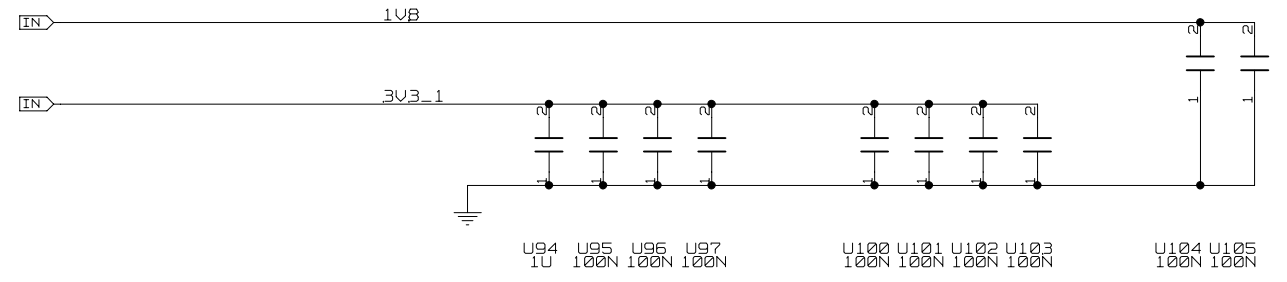 IN 1V8
2 2
IN 3V3_1
1 1
2 2 2 2 2 2 2 2
1 1 1 1 1 1 1 1
U94 U95 U96 U97 U100 U101 U102 U103 U104 U105
1U 100N 100N 100N 100N 100N 100N 100N 100N 100N